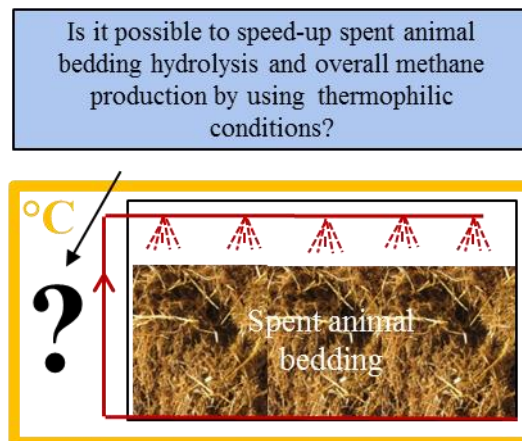 Is it possible to speed-up spent animal
bedding hydrolysis and overall methane
production by using thermophilic
conditions?
°C
?
Spent animal
bedding